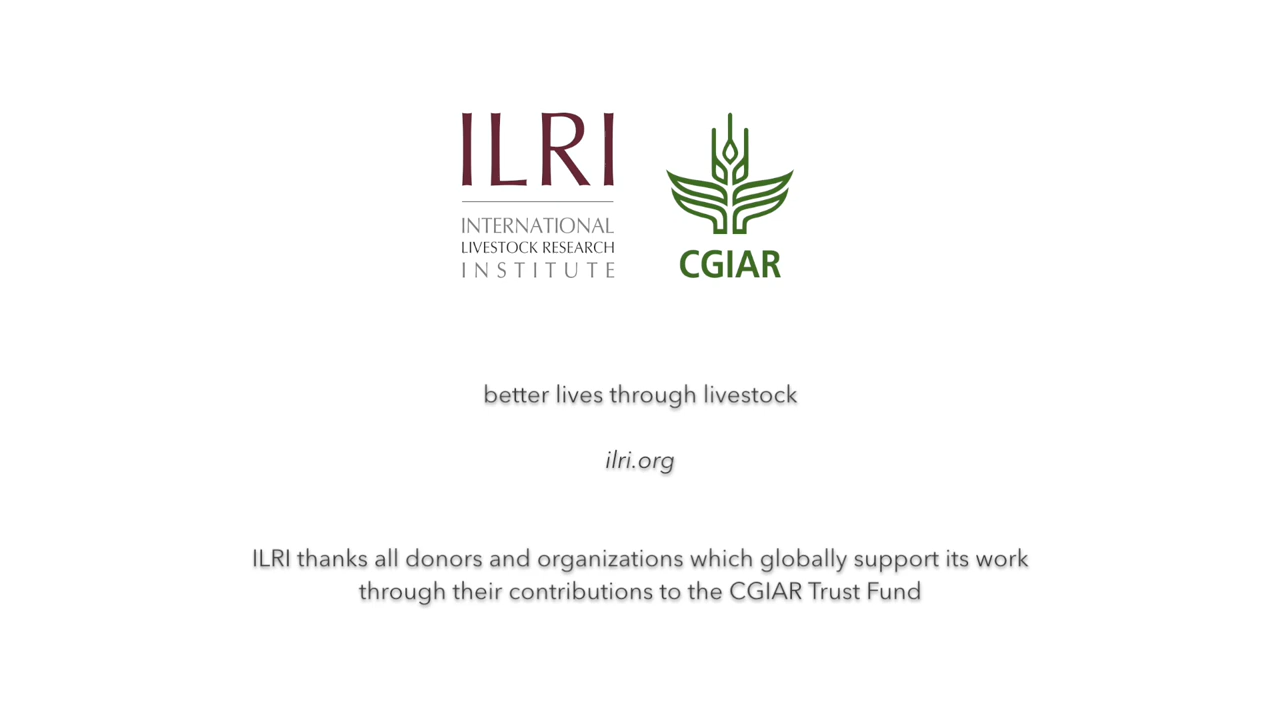 ILRI
INTERNATIONAL
LIVESTOCK RESEARCH
INSTITUTE
CGIAR
better lives through livestock
ilri.org
ILRI thanks all donors and organizations which globally support its work
through their contributions to the CGIAR Trust Fund